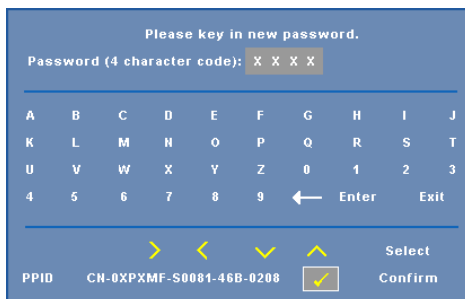 Please key in new password.
Password (4 character code): X X X X
A B C D E F G H I J
K L M N O P Q R S T
U V W X Y Z 0 1 2 3
4 5 6 7 8 9 ← Enter Exit
Select
PPID CN-0XPXMF-S0081-46B-0208 Confirm